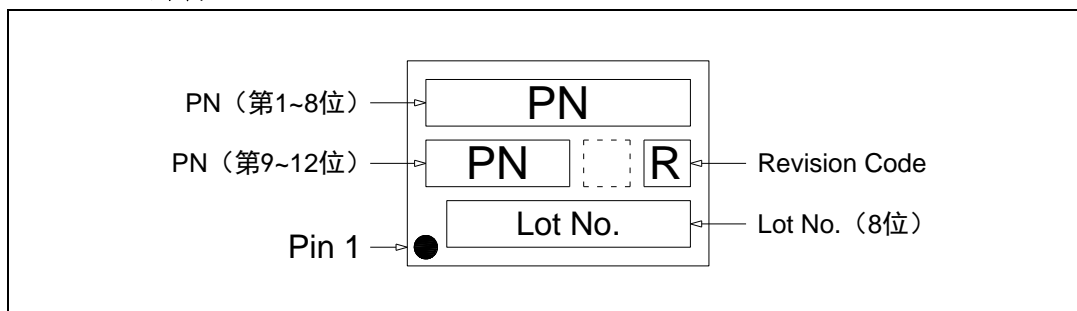 PN（第1~8位） PN
PN（第9~12位） PN R Revision Code
Lot No. Lot No.（8位）
Pin 1